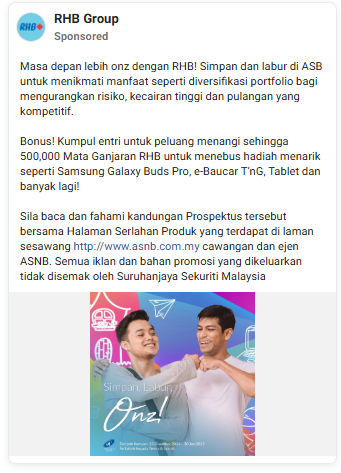 RHB
RHB Group
Sponsored
Masa depan lebih onz dengan RHB! Simpan dan labur di ASB
untuk menikmati manfaat seperti diversifikasi portfolio bagi
mengurangkan risiko, kecairan tinggi dan pulangan yang
kompetitif.
Bonus! Kumpul entri untuk peluang menangi sehingga
500,000 Mata Ganjaran RHB untuk menebus hadiah menarik
seperti Samsung Galaxy Buds Pro, e-Baucar T'nG, Tablet dan
banyak lagi!
Sila baca dan fahami kandungan Prospektus tersebut
bersama Halaman Serlahan Produk yang terdapat di laman
sesawang http://www.asnb.com.my cawangan dan ejen
ASNB. Semua iklan dan bahan promosi yang dikeluarkan
tidak disemak oleh Suruhanjaya Sekuriti Malaysia
Simpan, Labur,
Onz!